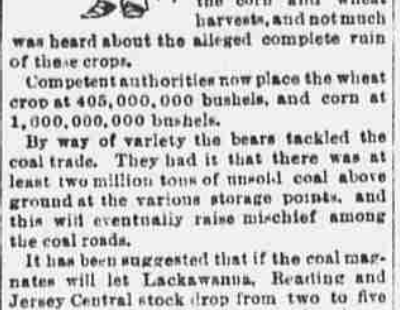 the corn and wheat
harvests, and not much
was heard about the alleged complete ruin
of these crops.
Competent authorities now place the wheat
crop at 405,000,000 bushels, and corn at
1,600,000,000 bushels.
By way of variety the bears tackled the
coal trade. They had it that there was at
least two million tons of unsold coal above
ground at the various storage points, and
this will eventually raise mischief among
the coal roads.
It has been suggested that if the coal mag-
nates will let Lackawanna, Reading and
Jersey Central stock drop from two to five